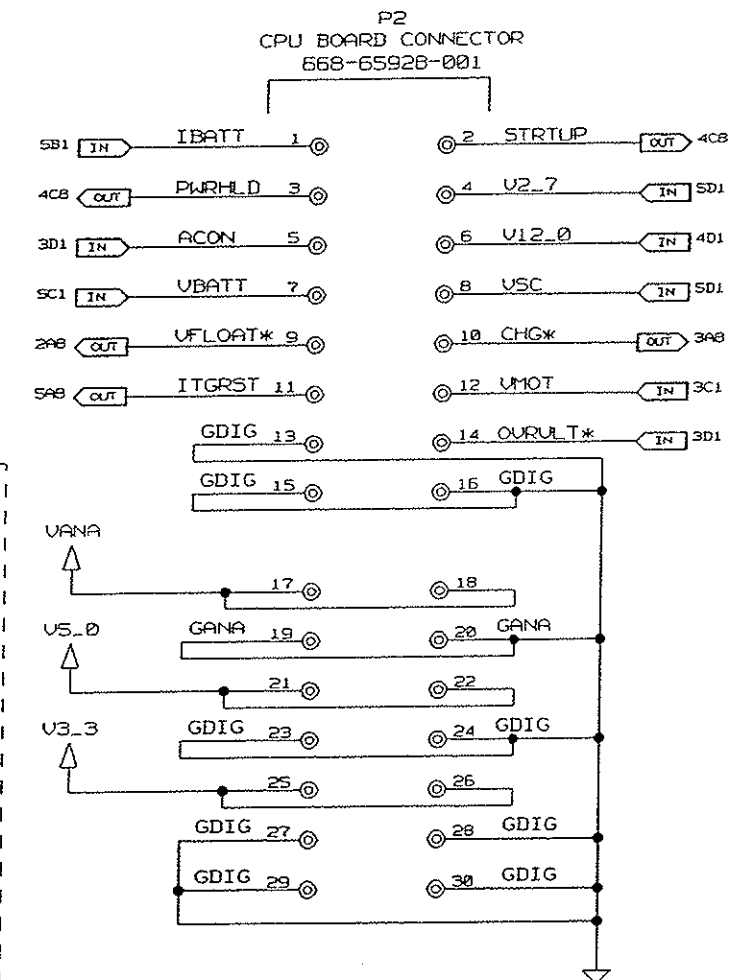 P2
CPU BOARD CONNECTOR
668-65928-001
5B1 IN IBATT 1 2 STRTUP OUT 4C8
4C8 OUT PWRHLD 3 4 V2_7 IN 5D1
3D1 IN ACON 5 6 V12_0 IN 4D1
5C1 IN VBATT 7 8 VSC IN 5D1
2A8 OUT VFLOAT* 9 10 CHG* OUT 3A8
5A8 OUT ITGRST 11 12 VMOT IN 3C1
GDIG 13 14 OVRVLT* IN 3D1
GDIG 15 16 GDIG
VANA
17 18
V5_0 GANA 19 20 GANA
21 22
V3_3 GDIG 23 24 GDIG
25 26
GDIG 27 28 GDIG
GDIG 29 30 GDIG